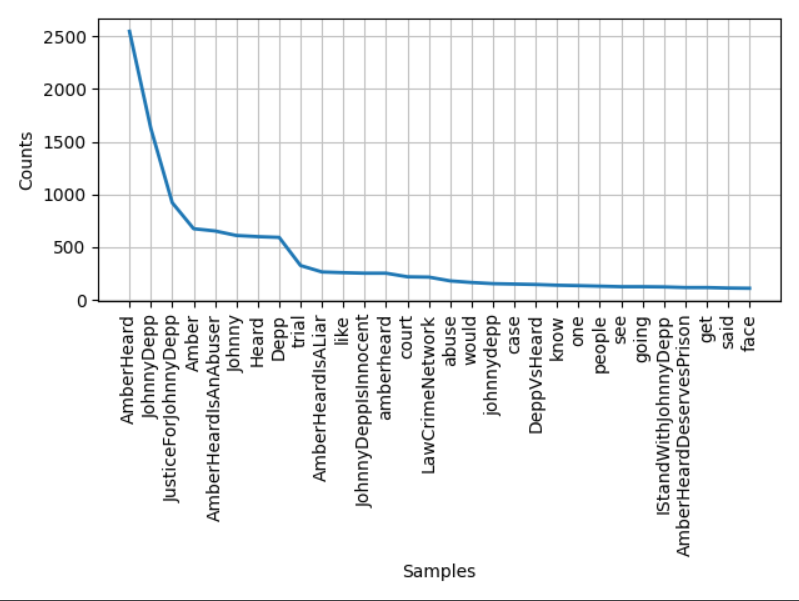 2500
2000
1500
1000
500
0
Counts
AmberHeard
JohnnyDepp
JusticeForJohnnyDepp
Amber
AmberHeardIsAnAbuser
Johnny
Heard
Depp
trial
AmberHeardIsALiar
like
JohnnyDeppIsInnocent
amberheard
court
LawCrimeNetwork
abuse
would
johnnydepp
case
DeppVsHeard
know
one
people
see
going
IStandWithJohnnyDepp
AmberHeardDeservesPrison
get
said
face
Samples